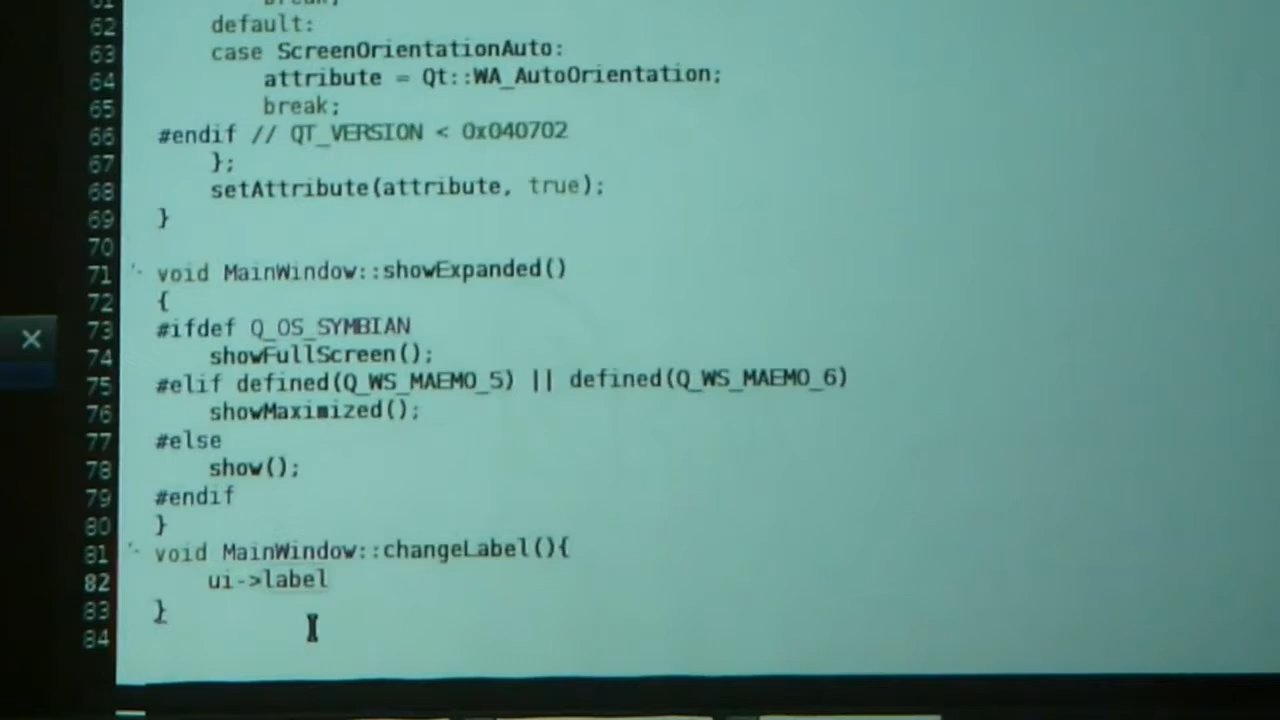 61 break;
62 default:
63 case ScreenOrientationAuto:
64 attribute = Qt::WA_AutoOrientation;
65 break;
66 #endif // QT_VERSION < 0x040702
67 };
68 setAttribute(attribute, true);
69 }
70
71 void MainWindow::showExpanded()
72 {
73 #ifdef Q_OS_SYMBIAN
74 showFullScreen();
75 #elif defined(Q_WS_MAEMO_5) || defined(Q_WS_MAEMO_6)
76 showMaximized();
77 #else
78 show();
79 #endif
80 }
81 void MainWindow::changeLabel(){
82 ui->label
83 }
84